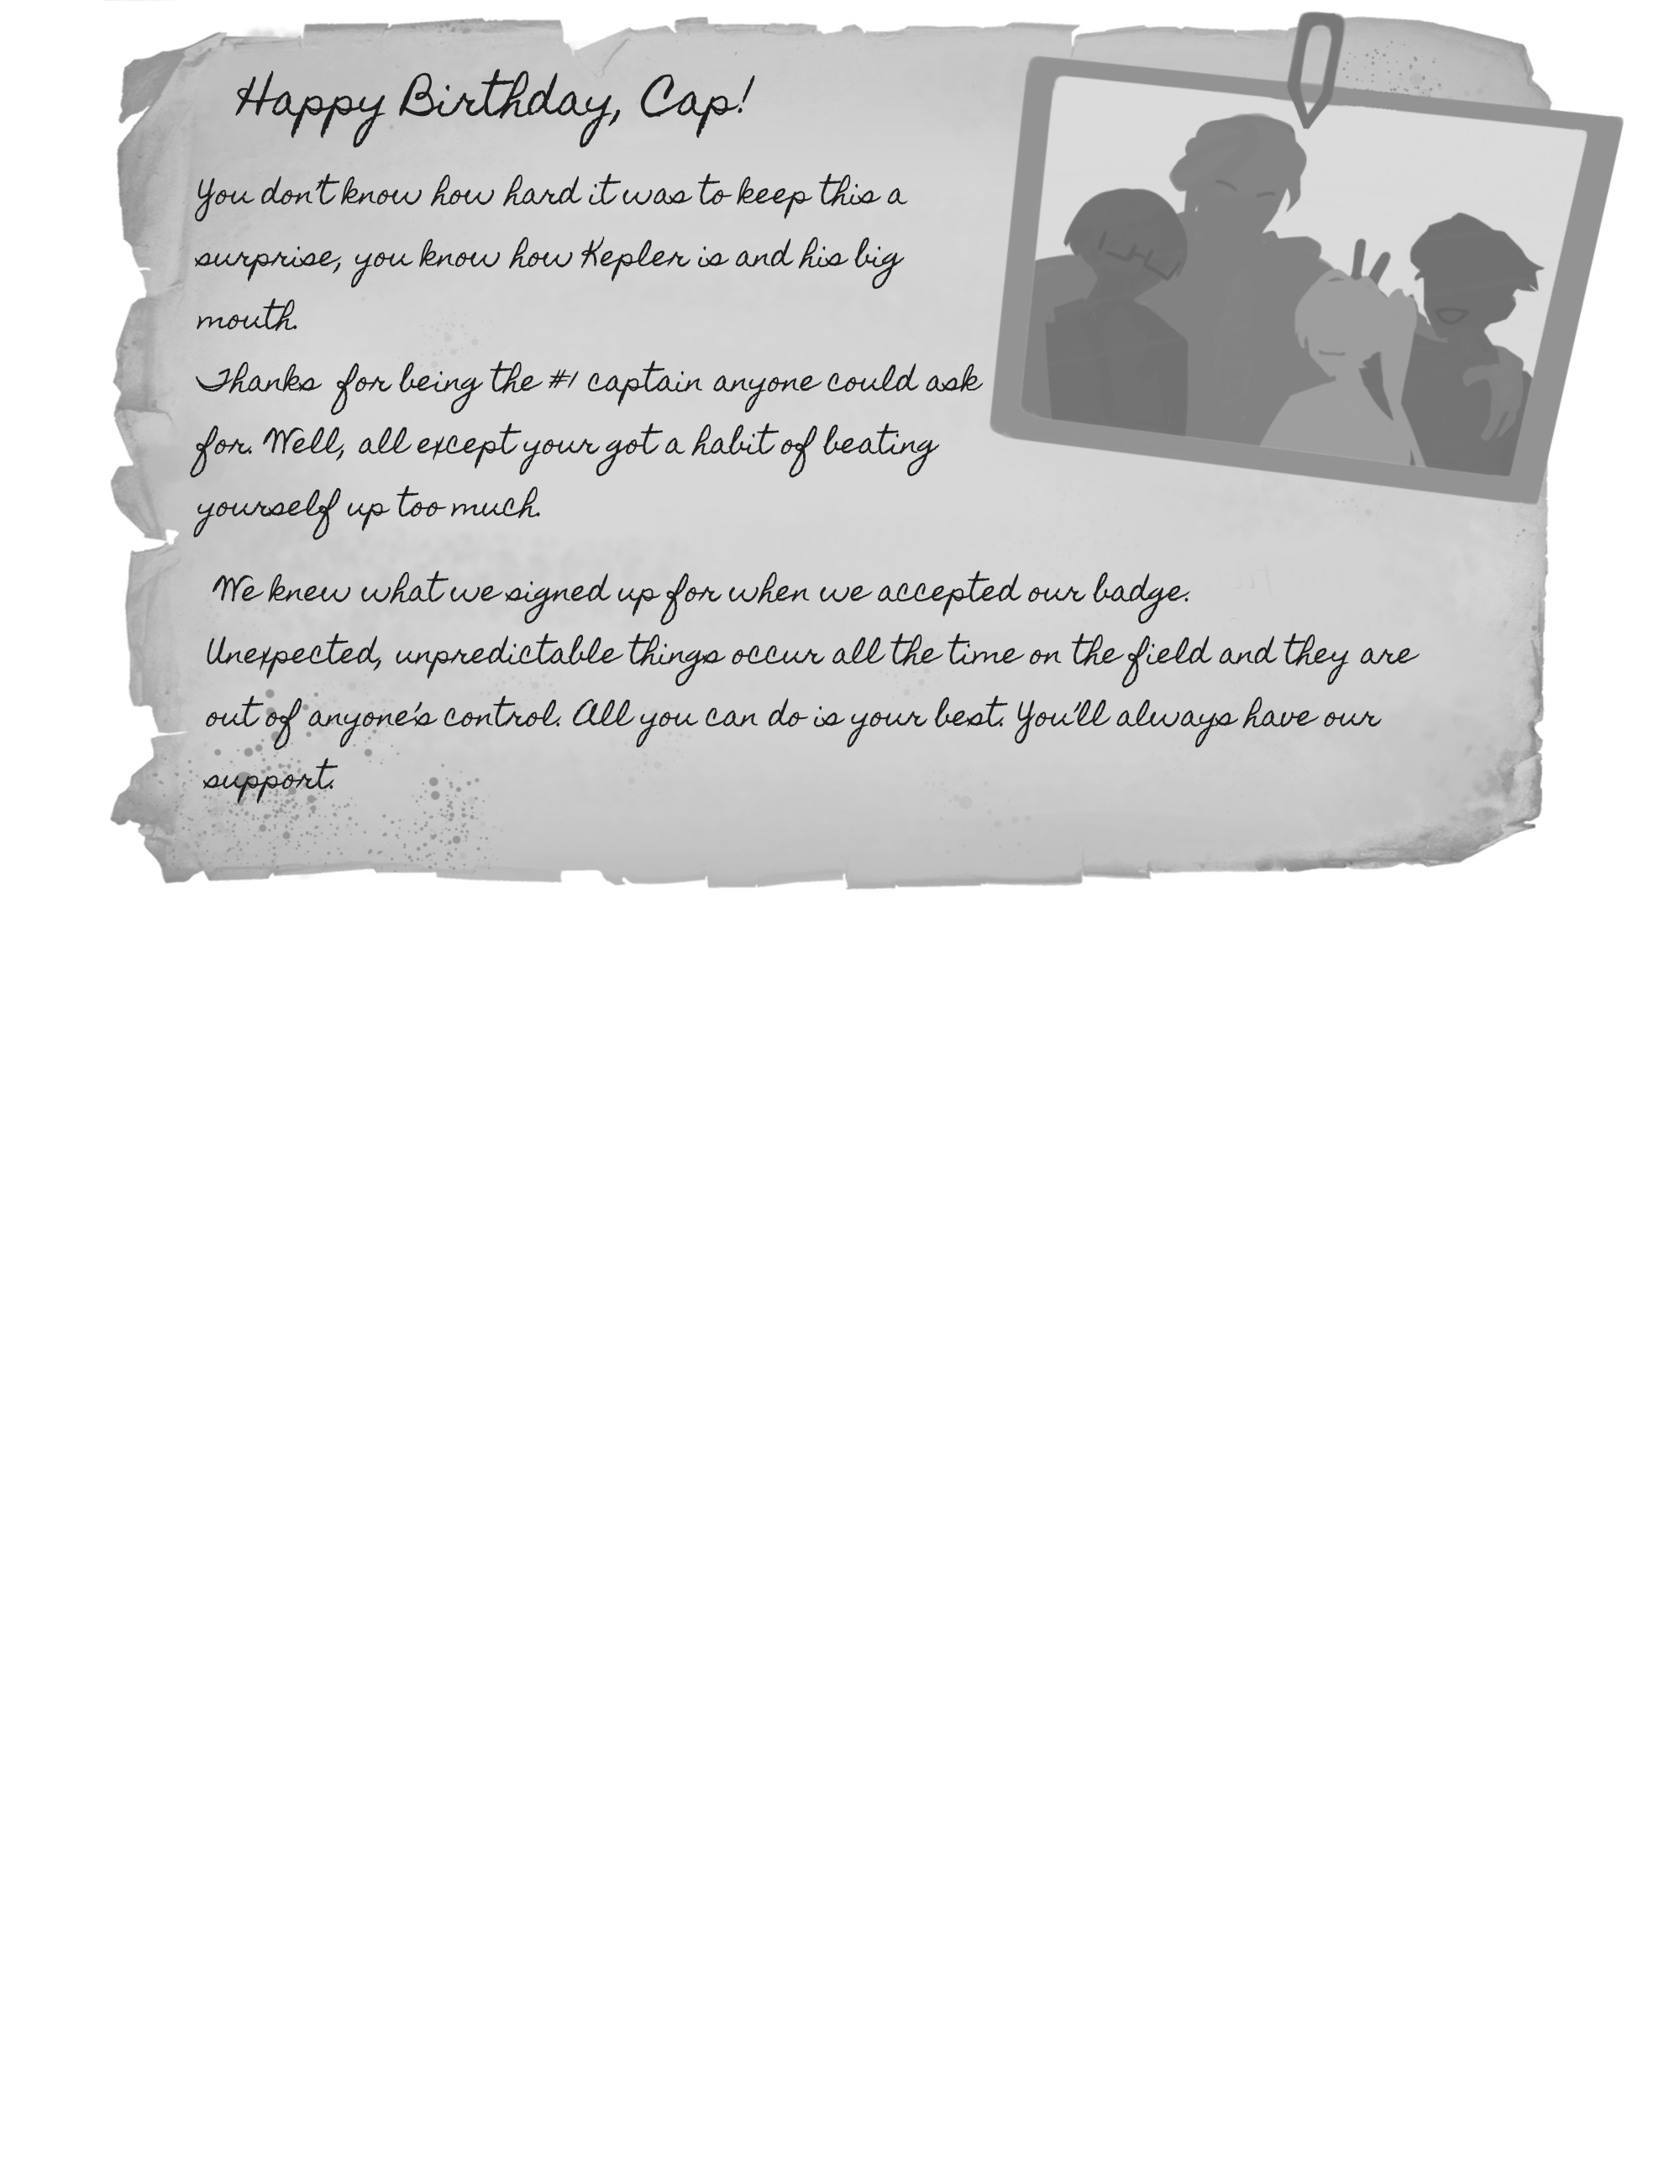 Happy Birthday, Cap!
You don't know how hard it was to keep this a
surprise, you know how Kepler is and his big
mouth.
Thanks for being the #1 captain anyone could ask
for. Well, all except your got a habit of beating
yourself up too much.
We knew what we signed up for when we accepted our badge.
Unexpected, unpredictable things occur all the time on the field and they are
out of anyone's control. All you can do is your best. You'll always have our
support.